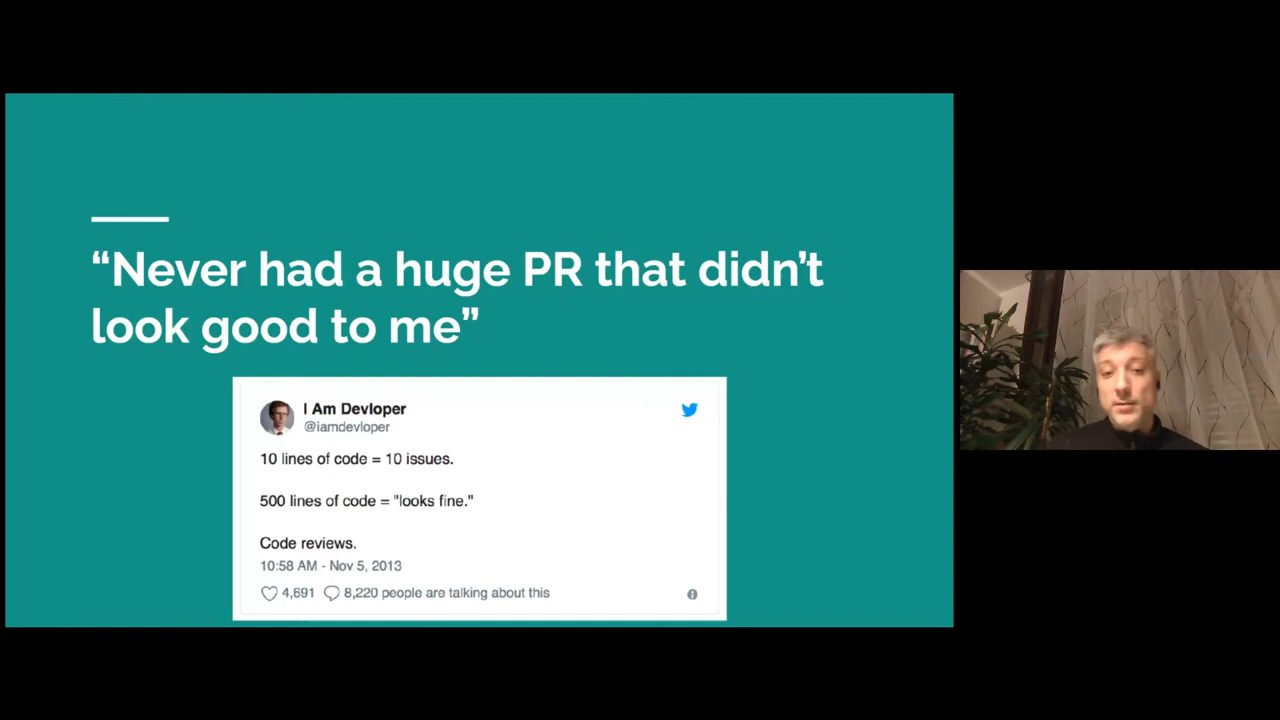 “Never had a huge PR that didn’t
look good to me”
I Am Devloper
@iamdevloper
10 lines of code = 10 issues.
500 lines of code = "looks fine."
Code reviews.
10:58 AM - Nov 5, 2013
4,691 8,220 people are talking about this